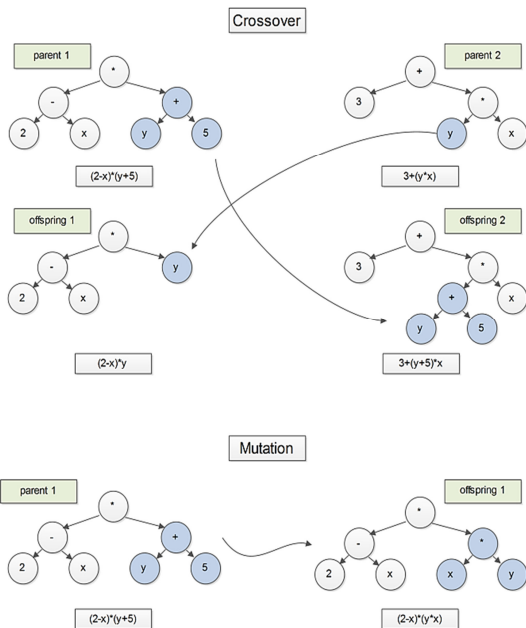 Crossover
parent 1
parent 2
*
+
-
+
3
*
2
x
y
5
y
x
(2-x)*(y+5)
3+(y*x)
offspring 1
offspring 2
*
+
-
y
3
*
2
x
+
x
y
5
(2-x)*y
3+(y+5)*x
Mutation
parent 1
offspring 1
*
*
-
+
-
*
2
x
y
5
2
x
x
y
(2-x)*(y+5)
(2-x)*(y*x)